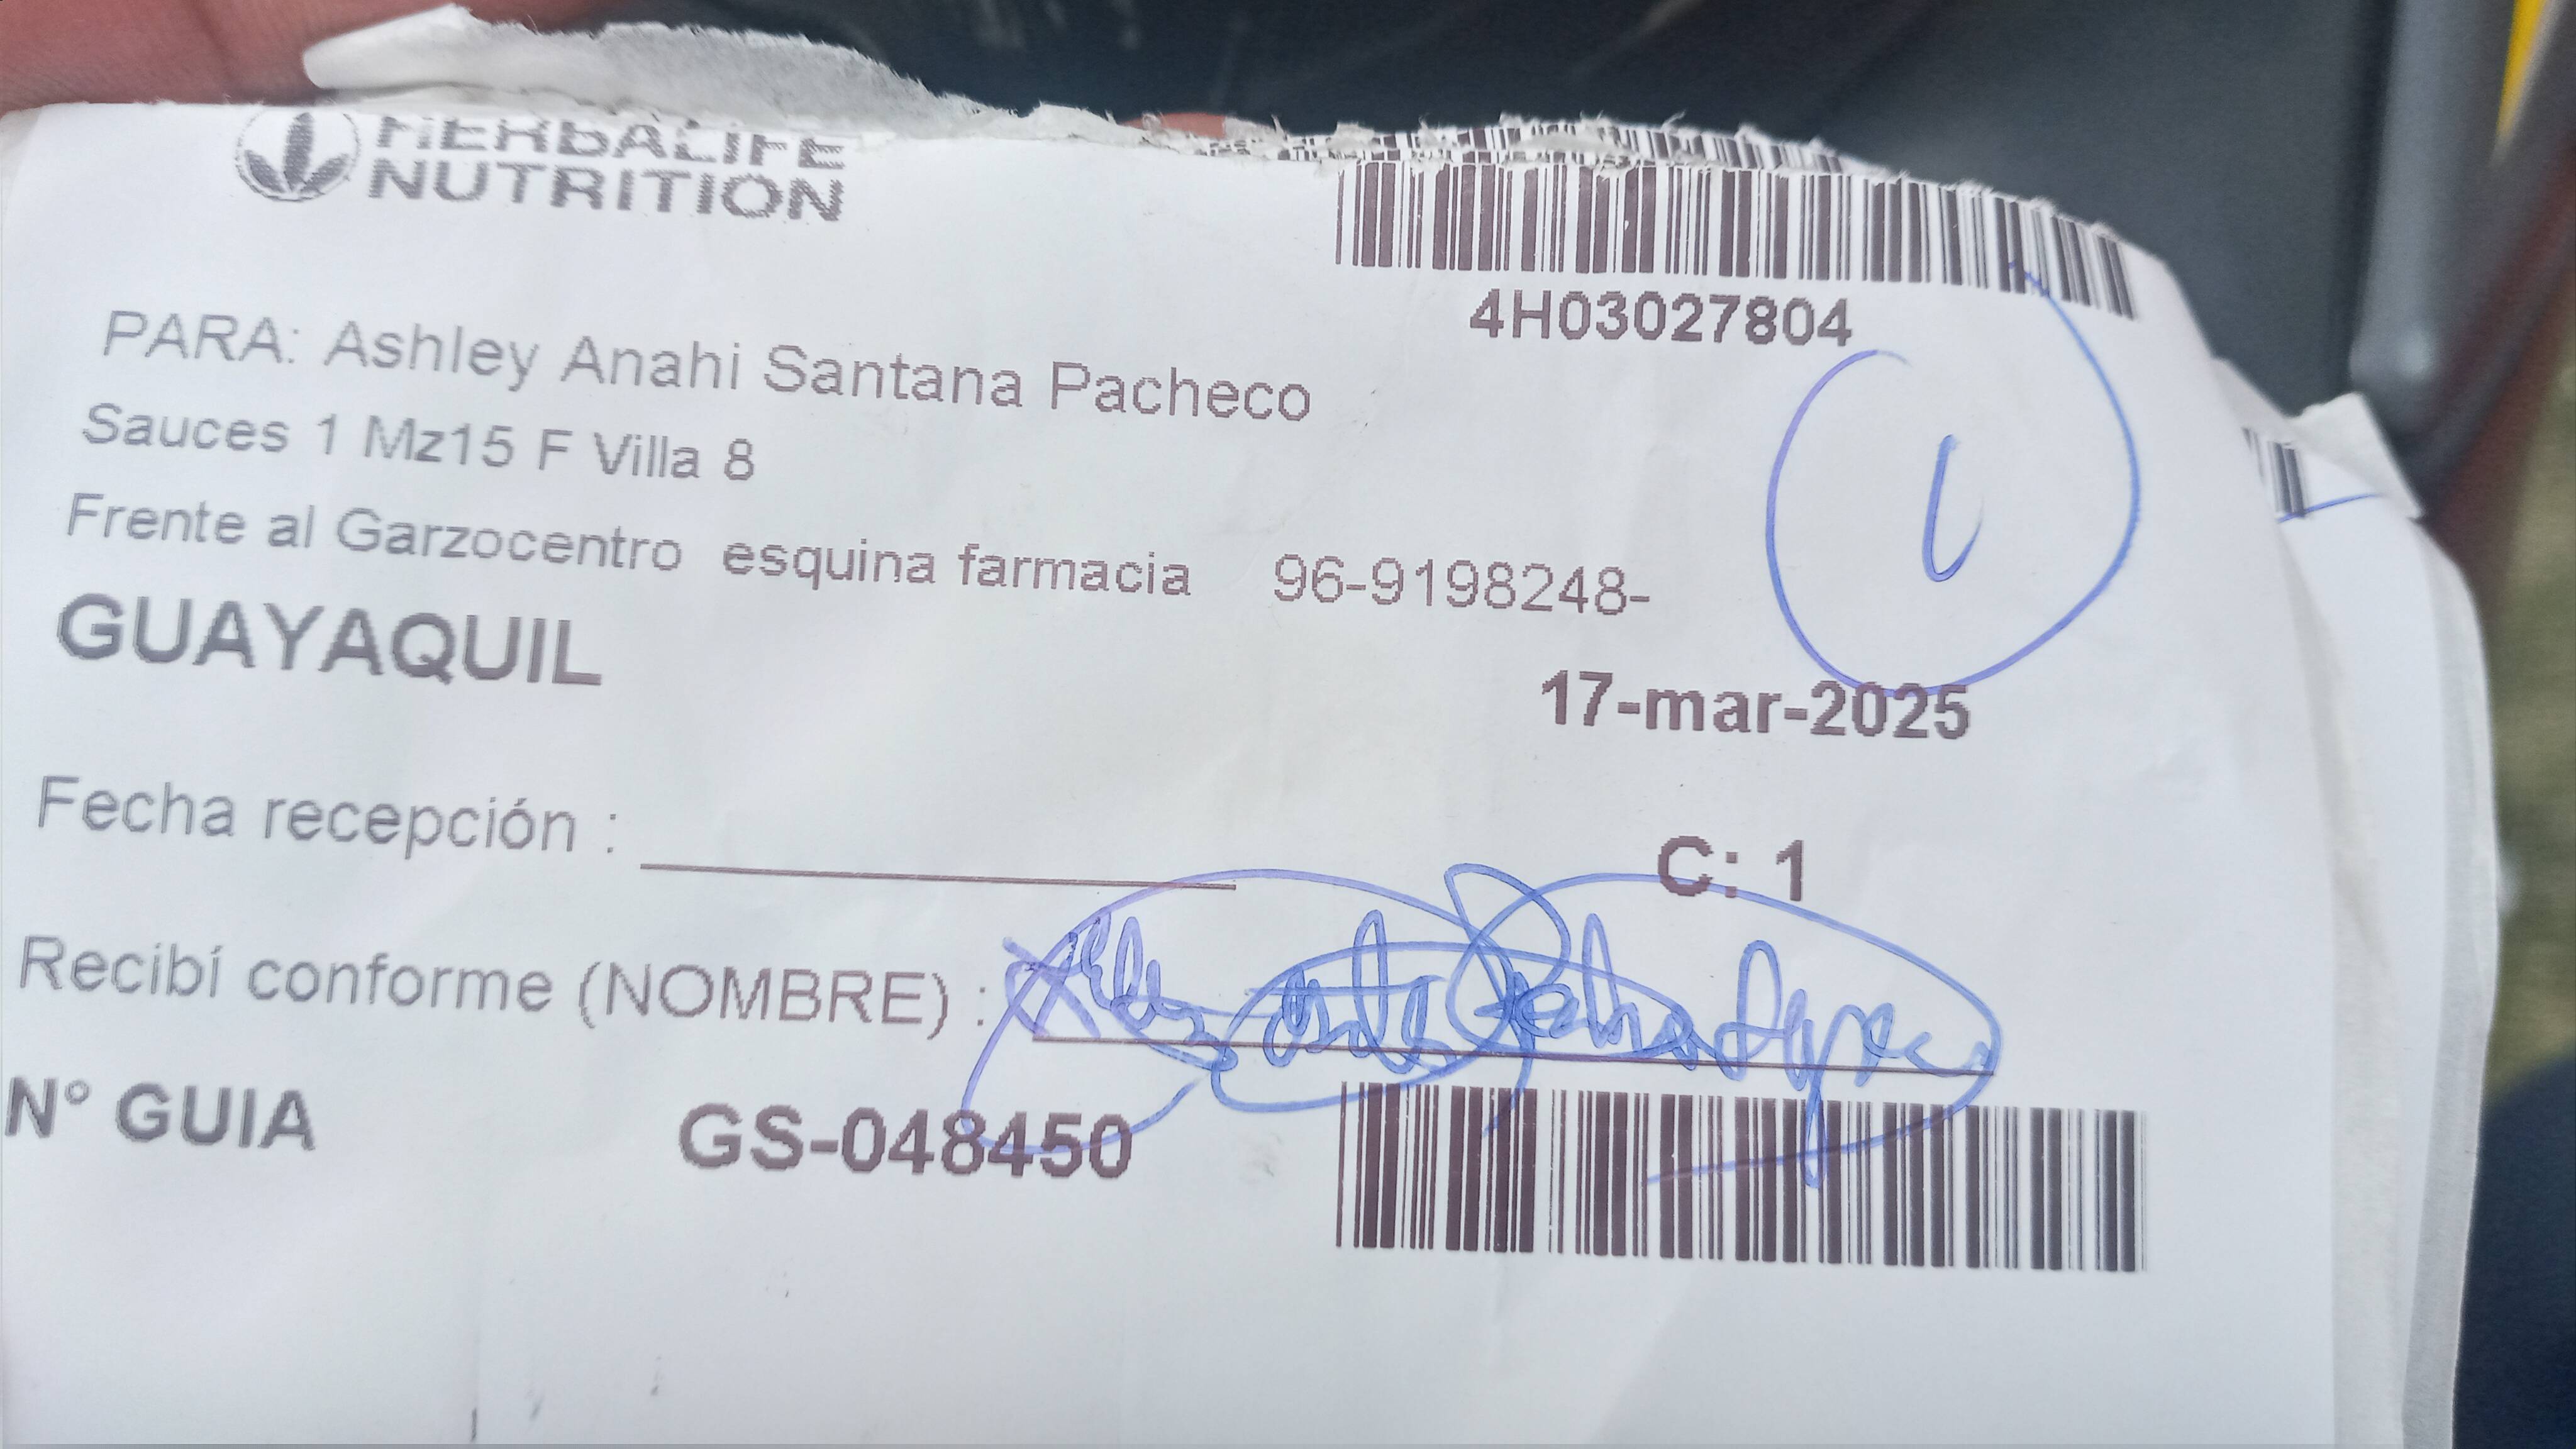 HERBALIFE
NUTRITION
4H03027804
PARA: Ashley Anahi Santana Pacheco
Sauces 1 Mz15 F Villa 8
Frente al Garzocentro esquina farmacia 96-9198248-
GUAYAQUIL
17-mar-2025
Fecha recepción :
C: 1
Recibí conforme (NOMBRE) :
N° GUIA GS-048450